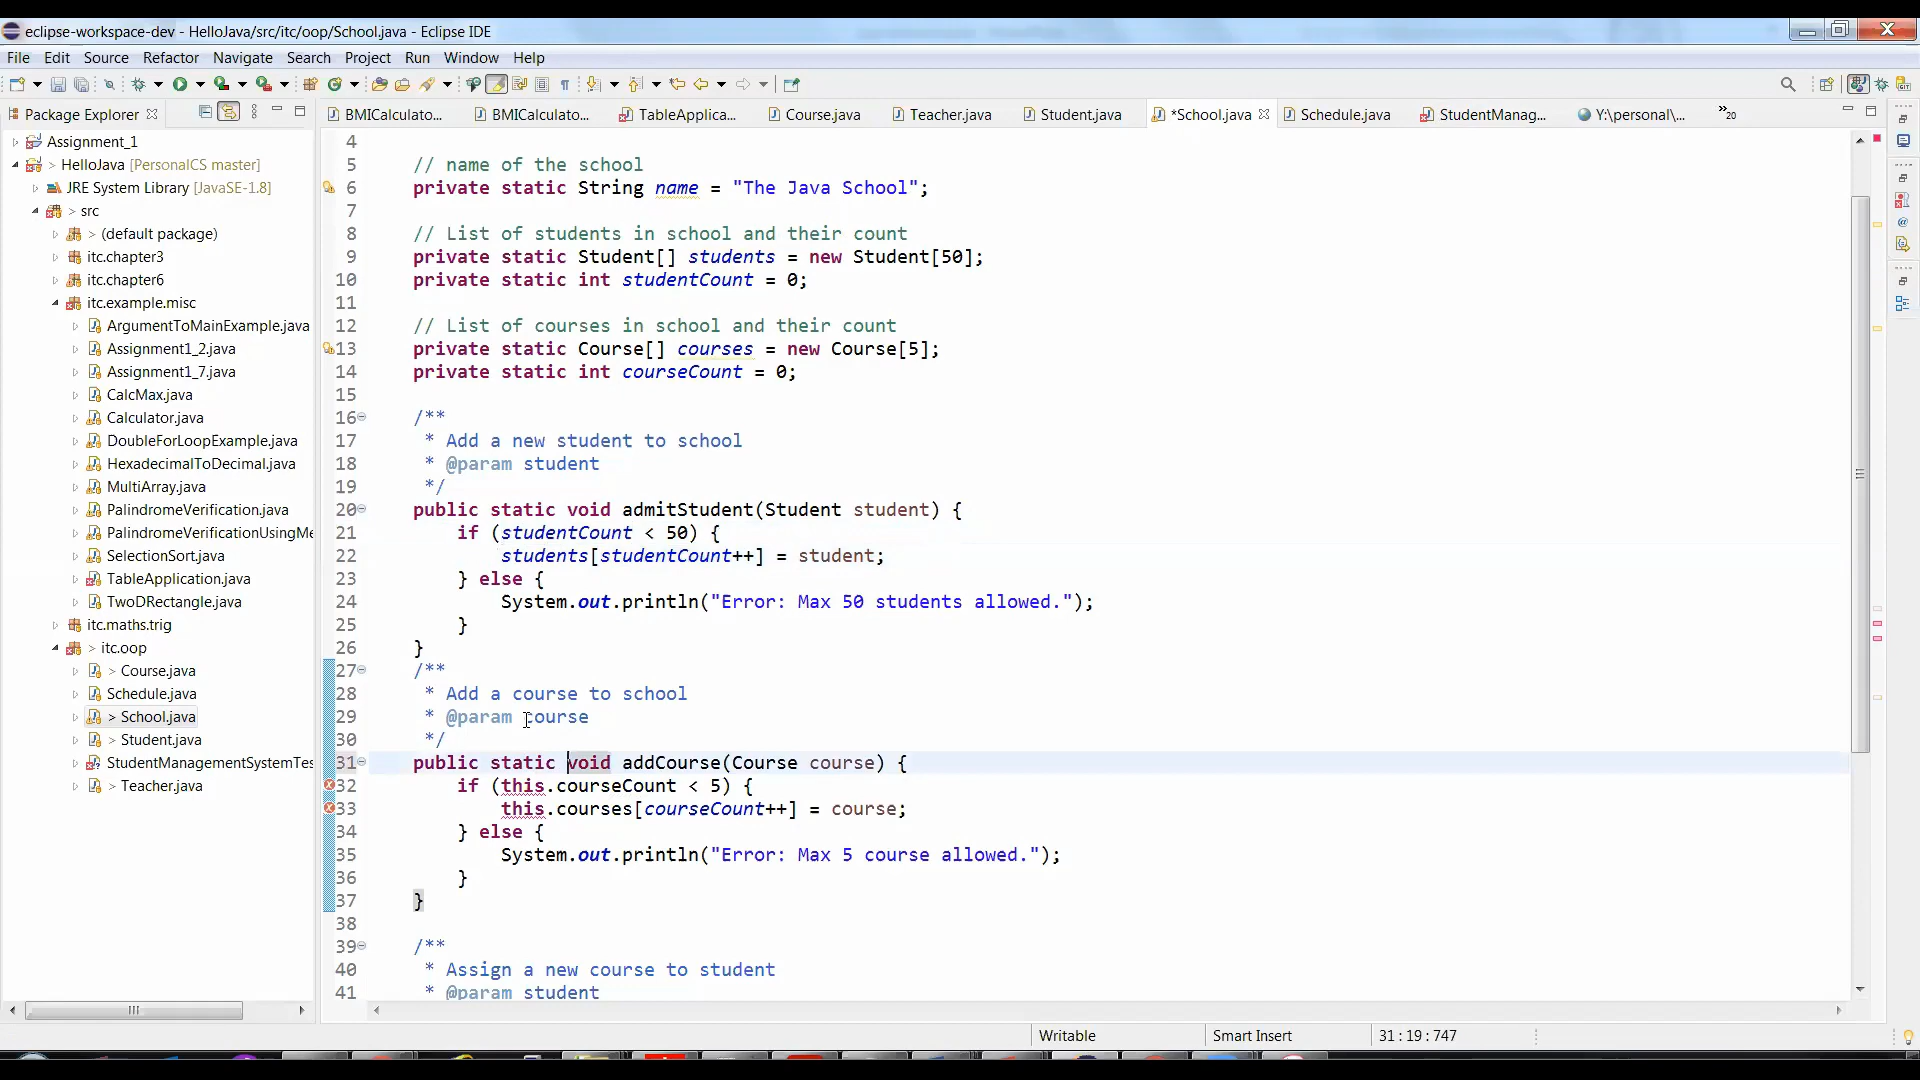 eclipse-workspace-dev - HelloJava/src/itc/oop/School.java - Eclipse IDE
File Edit Source Refactor Navigate Search Project Run Window Help
Package Explorer
BMICalculato... BMICalculato... TableApplica... Course.java Teacher.java Student.java *School.java Schedule.java StudentManag... Y:\personal\... »20
Assignment_1
> HelloJava [PersonalCS master]
JRE System Library [JavaSE-1.8]
> src
> (default package)
itc.chapter3
itc.chapter6
itc.example.misc
ArgumentToMainExample.java
Assignment1_2.java
Assignment1_7.java
CalcMax.java
Calculator.java
DoubleForLoopExample.java
HexadecimalToDecimal.java
MultiArray.java
PalindromeVerification.java
PalindromeVerificationUsingMe
SelectionSort.java
TableApplication.java
TwoDRectangle.java
itc.maths.trig
> itc.oop
> Course.java
Schedule.java
> School.java
> Student.java
StudentManagementSystemTes
> Teacher.java
4
5 // name of the school
6 private static String name = "The Java School";
7
8 // List of students in school and their count
9 private static Student[] students = new Student[50];
10 private static int studentCount = 0;
11
12 // List of courses in school and their count
13 private static Course[] courses = new Course[5];
14 private static int courseCount = 0;
15
16 /**
17 * Add a new student to school
18 * @param student
19 */
20 public static void admitStudent(Student student) {
21 if (studentCount < 50) {
22 students[studentCount++] = student;
23 } else {
24 System.out.println("Error: Max 50 students allowed.");
25 }
26 }
27 /**
28 * Add a course to school
29 * @param course
30 */
31 public static void addCourse(Course course) {
32 if (this.courseCount < 5) {
33 this.courses[courseCount++] = course;
34 } else {
35 System.out.println("Error: Max 5 course allowed.");
36 }
37 }
38
39 /**
40 * Assign a new course to student
41 * @param student
Writable Smart Insert 31 : 19 : 747